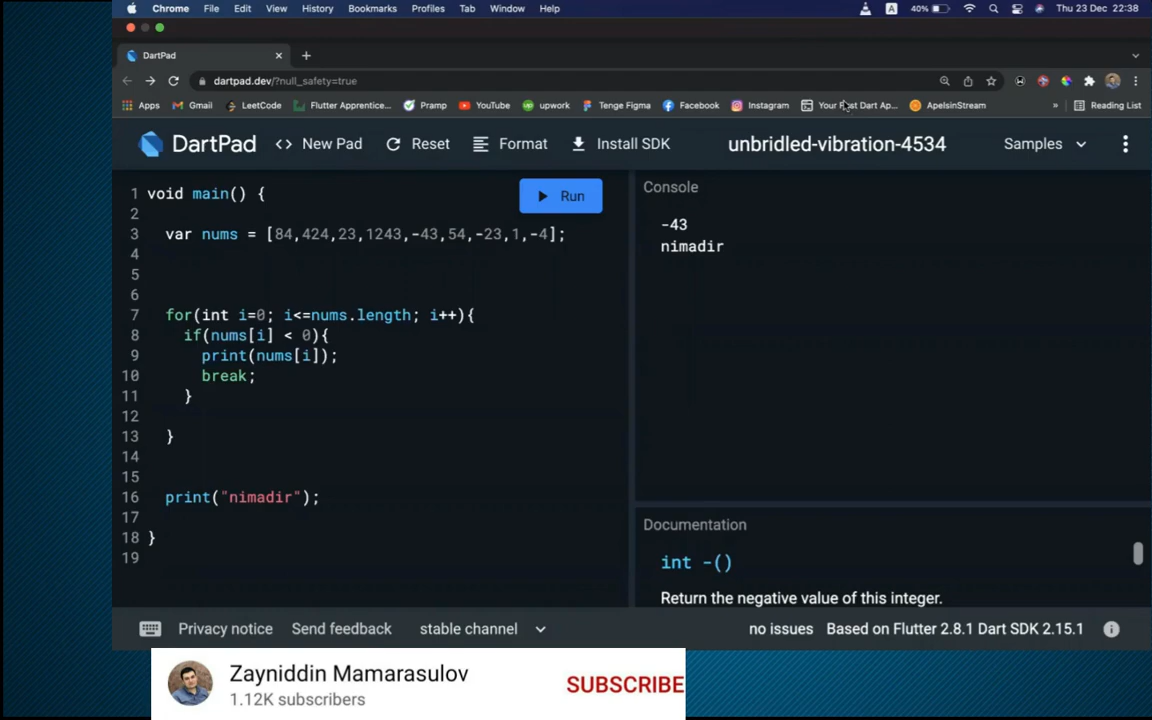 Chrome File Edit View History Bookmarks Profiles Tab Window Help A 40% Thu 23 Dec 22:38
DartPad
dartpad.dev/?null_safety=true
Apps Gmail LeetCode Flutter Apprentice... Pramp YouTube upwork Tenge Figma Facebook Instagram Your First Dart Ap... ApelsinStream » Reading List
DartPad <> New Pad Reset Format Install SDK unbridled-vibration-4534 Samples
Run
1 void main() {
2
3 var nums = [84,424,23,1243,-43,54,-23,1,-4];
4
5
6
7 for(int i=0; i<=nums.length; i++){
8 if(nums[i] < 0){
9 print(nums[i]);
10 break;
11 }
12
13 }
14
15
16 print("nimadir");
17
18 }
19
Console
-43
nimadir
Documentation
int -()
Return the negative value of this integer.
Privacy notice Send feedback stable channel no issues Based on Flutter 2.8.1 Dart SDK 2.15.1
Zayniddin Mamarasulov
1.12K subscribers
SUBSCRIBE